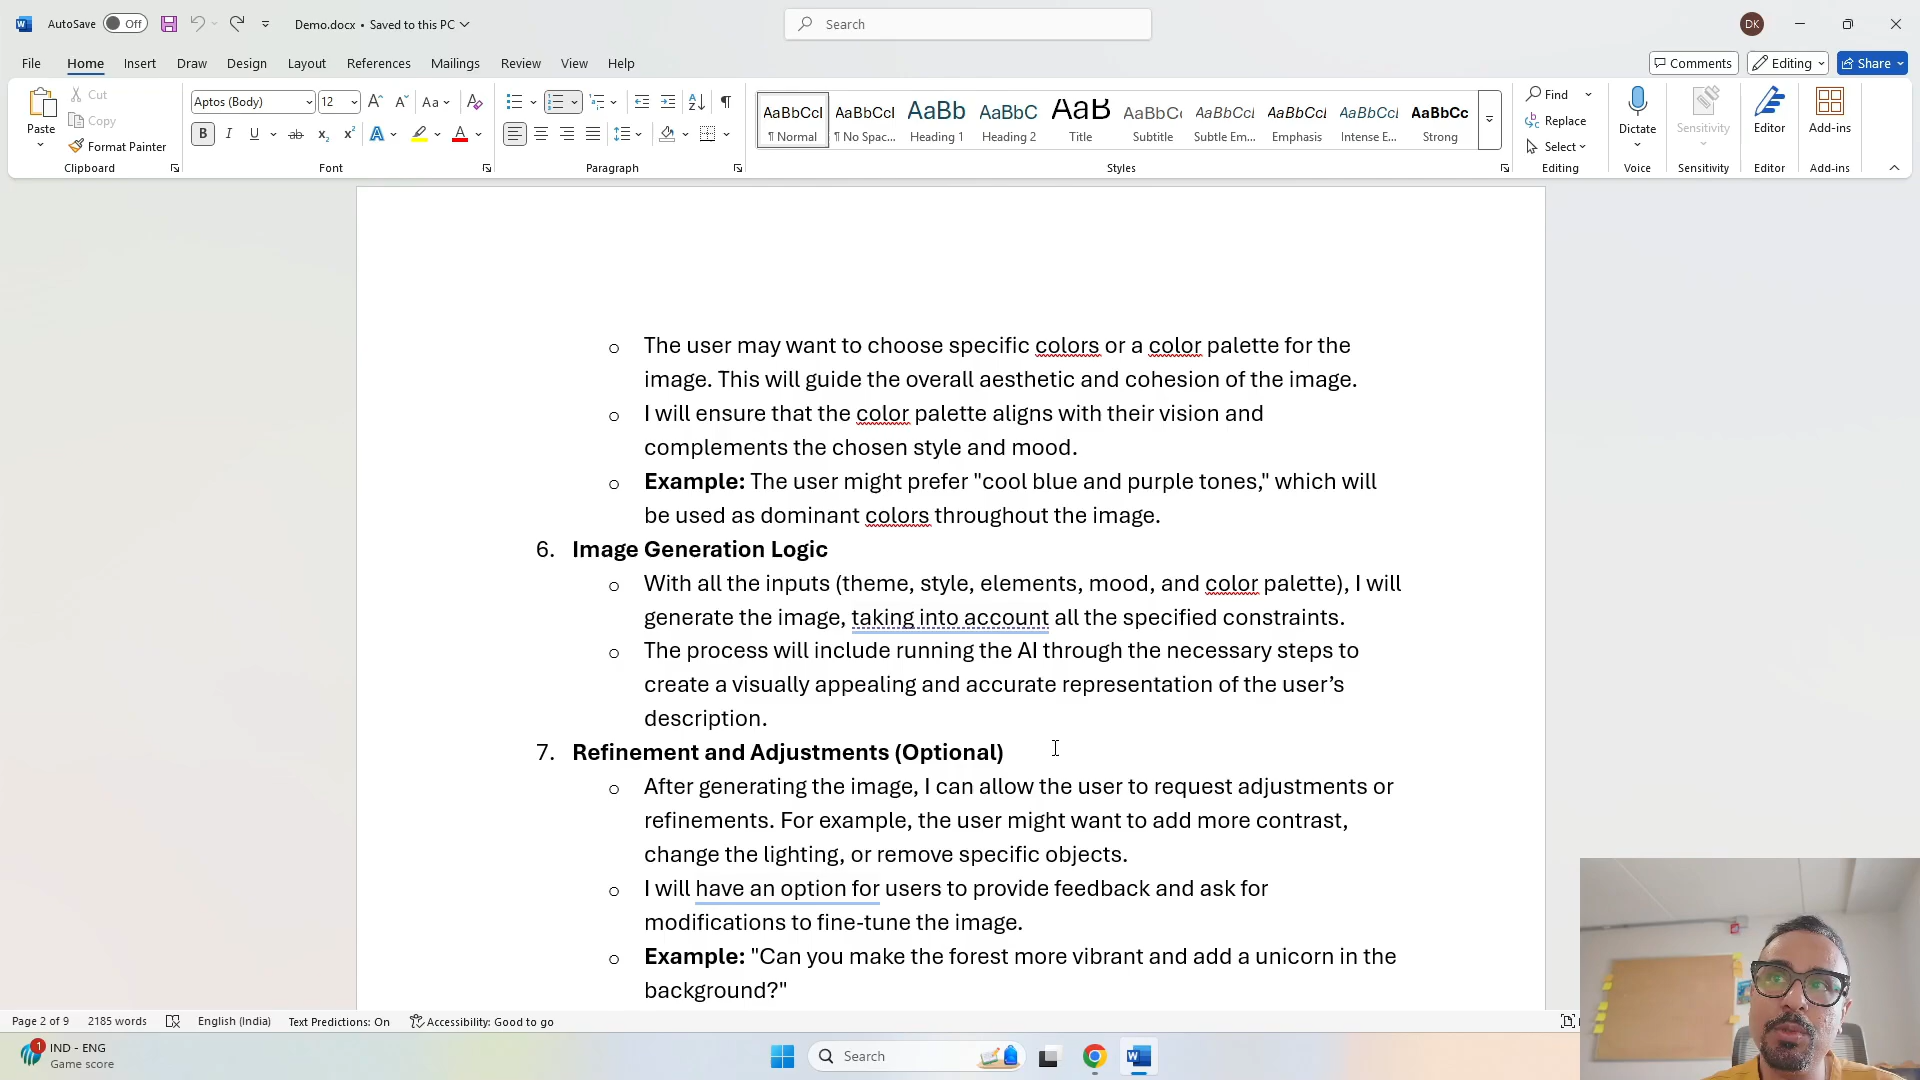 AutoSave Off Demo.docx • Saved to this PC Search DK
File Home Insert Draw Design Layout References Mailings Review View Help Comments Editing Share
Paste Cut Copy Format Painter Clipboard
Aptos (Body) 12 Aa B I U ab x₂ x² A A Font
Paragraph
AaBbCcI AaBbCcI AaBb AaBbC AaB AaBbCc AaBbCcI AaBbCcI AaBbCcI AaBbCc
¶ Normal ¶ No Spac... Heading 1 Heading 2 Title Subtitle Subtle Em... Emphasis Intense E... Strong
Styles
Find Replace Select Editing
Dictate Voice
Sensitivity Sensitivity
Editor Editor
Add-ins Add-ins
o The user may want to choose specific colors or a color palette for the
image. This will guide the overall aesthetic and cohesion of the image.
o I will ensure that the color palette aligns with their vision and
complements the chosen style and mood.
o Example: The user might prefer "cool blue and purple tones," which will
be used as dominant colors throughout the image.
6. Image Generation Logic
o With all the inputs (theme, style, elements, mood, and color palette), I will
generate the image, taking into account all the specified constraints.
o The process will include running the AI through the necessary steps to
create a visually appealing and accurate representation of the user’s
description.
7. Refinement and Adjustments (Optional)
o After generating the image, I can allow the user to request adjustments or
refinements. For example, the user might want to add more contrast,
change the lighting, or remove specific objects.
o I will have an option for users to provide feedback and ask for
modifications to fine-tune the image.
o Example: "Can you make the forest more vibrant and add a unicorn in the
background?"
Page 2 of 9 2185 words English (India) Text Predictions: On Accessibility: Good to go
1 IND - ENG
Game score
Search